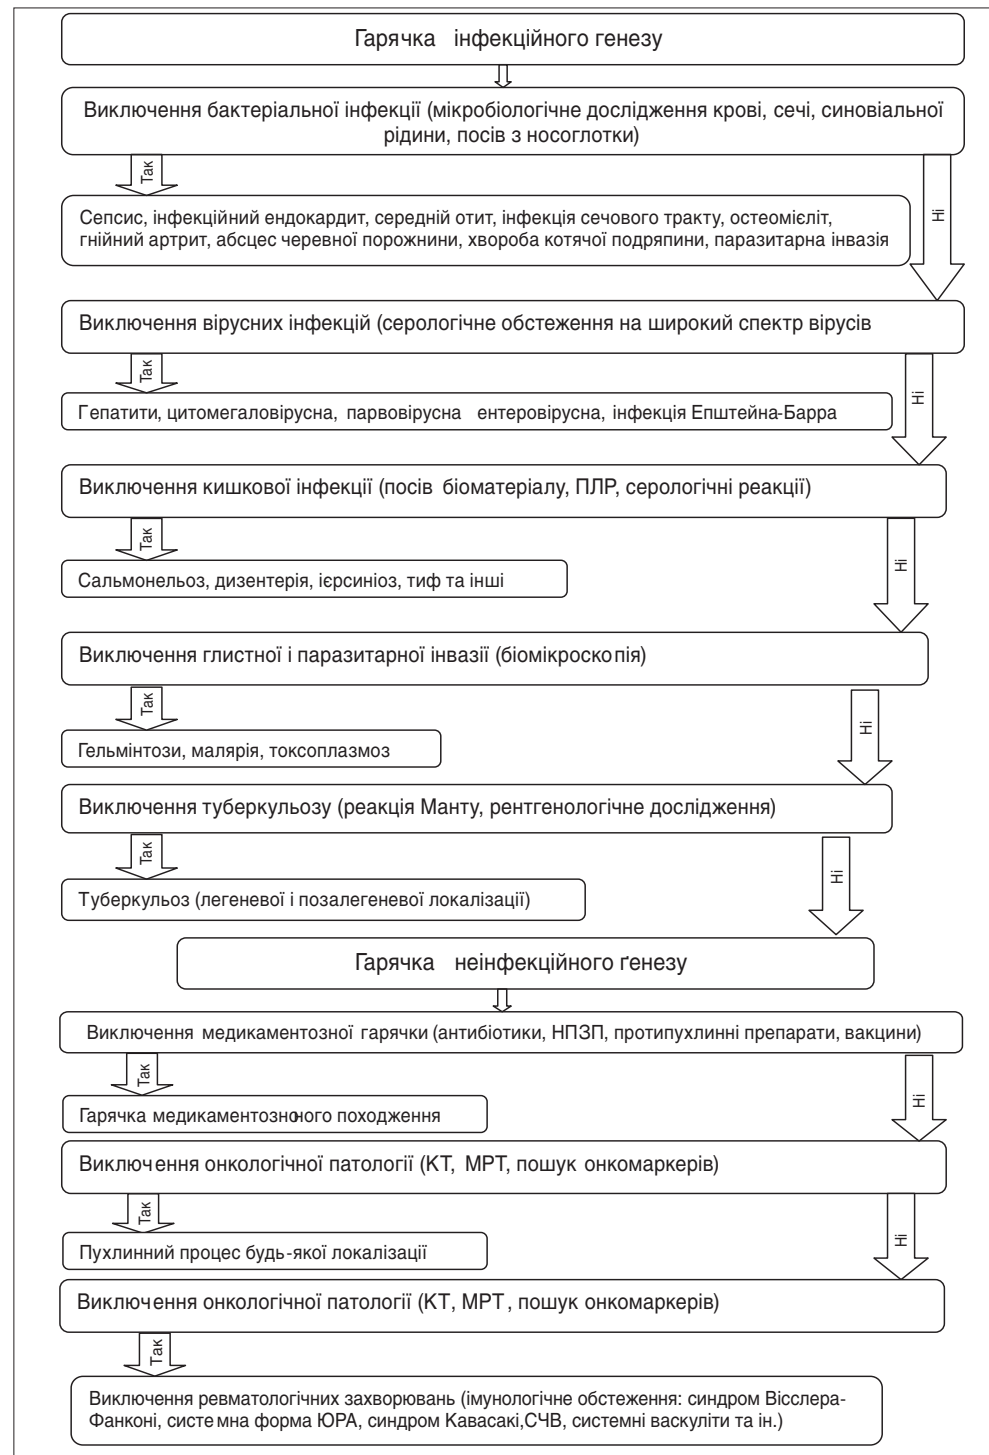 Гарячка інфекційного генезу
Виключення бактеріальної інфекції (мікробіологічне дослідження крові, сечі, синовіальної
рідини, посів з носоглотки)
Так
Ні
Сепсис, інфекційний ендокардит, середній отит, інфекція сечового тракту, остеомієліт,
гнійний артрит, абсцес черевної порожнини, хвороба котячої подряпини, паразитарна інвазія
Виключення вірусних інфекцій (серологічне обстеження на широкий спектр вірусів
Так
Ні
Гепатити, цитомегаловірусна, парвовірусна ентеровірусна, інфекція Епштейна-Барра
Виключення кишкової інфекції (посів біоматеріалу, ПЛР, серологічні реакції)
Так
Ні
Сальмонельоз, дизентерія, ієрсиніоз, тиф та інші
Виключення глистної і паразитарної інвазії (біомікроскопія)
Так
Ні
Гельмінтози, малярія, токсоплазмоз
Виключення туберкульозу (реакція Манту, рентгенологічне дослідження)
Так
Ні
Туберкульоз (легеневої і позалегеневої локалізації)
Гарячка неінфекційного ґенезу
Виключення медикаментозної гарячки (антибіотики, НПЗП, протипухлинні препарати, вакцини)
Так
Ні
Гарячка медикаментозноного походження
Виключення онкологічної патології (КТ, МРТ, пошук онкомаркерів)
Так
Ні
Пухлинний процес будь-якої локалізації
Виключення онкологічної патології (КТ, МРТ, пошук онкомаркерів)
Так
Виключення ревматологічних захворювань (імунологічне обстеження: синдром Вісслера-
Фанконі, системна форма ЮРА, синдром Кавасакі,СЧВ, системні васкуліти та ін.)